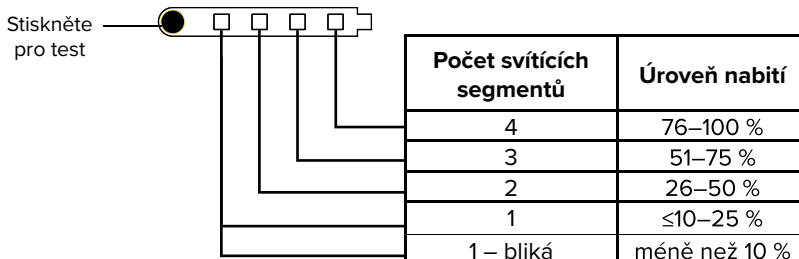 Stiskněte
pro test
Počet svítících
segmentů
Úroveň nabití
4
76–100 %
3
51–75 %
2
26–50 %
1
≤10–25 %
1 – bliká
méně než 10 %